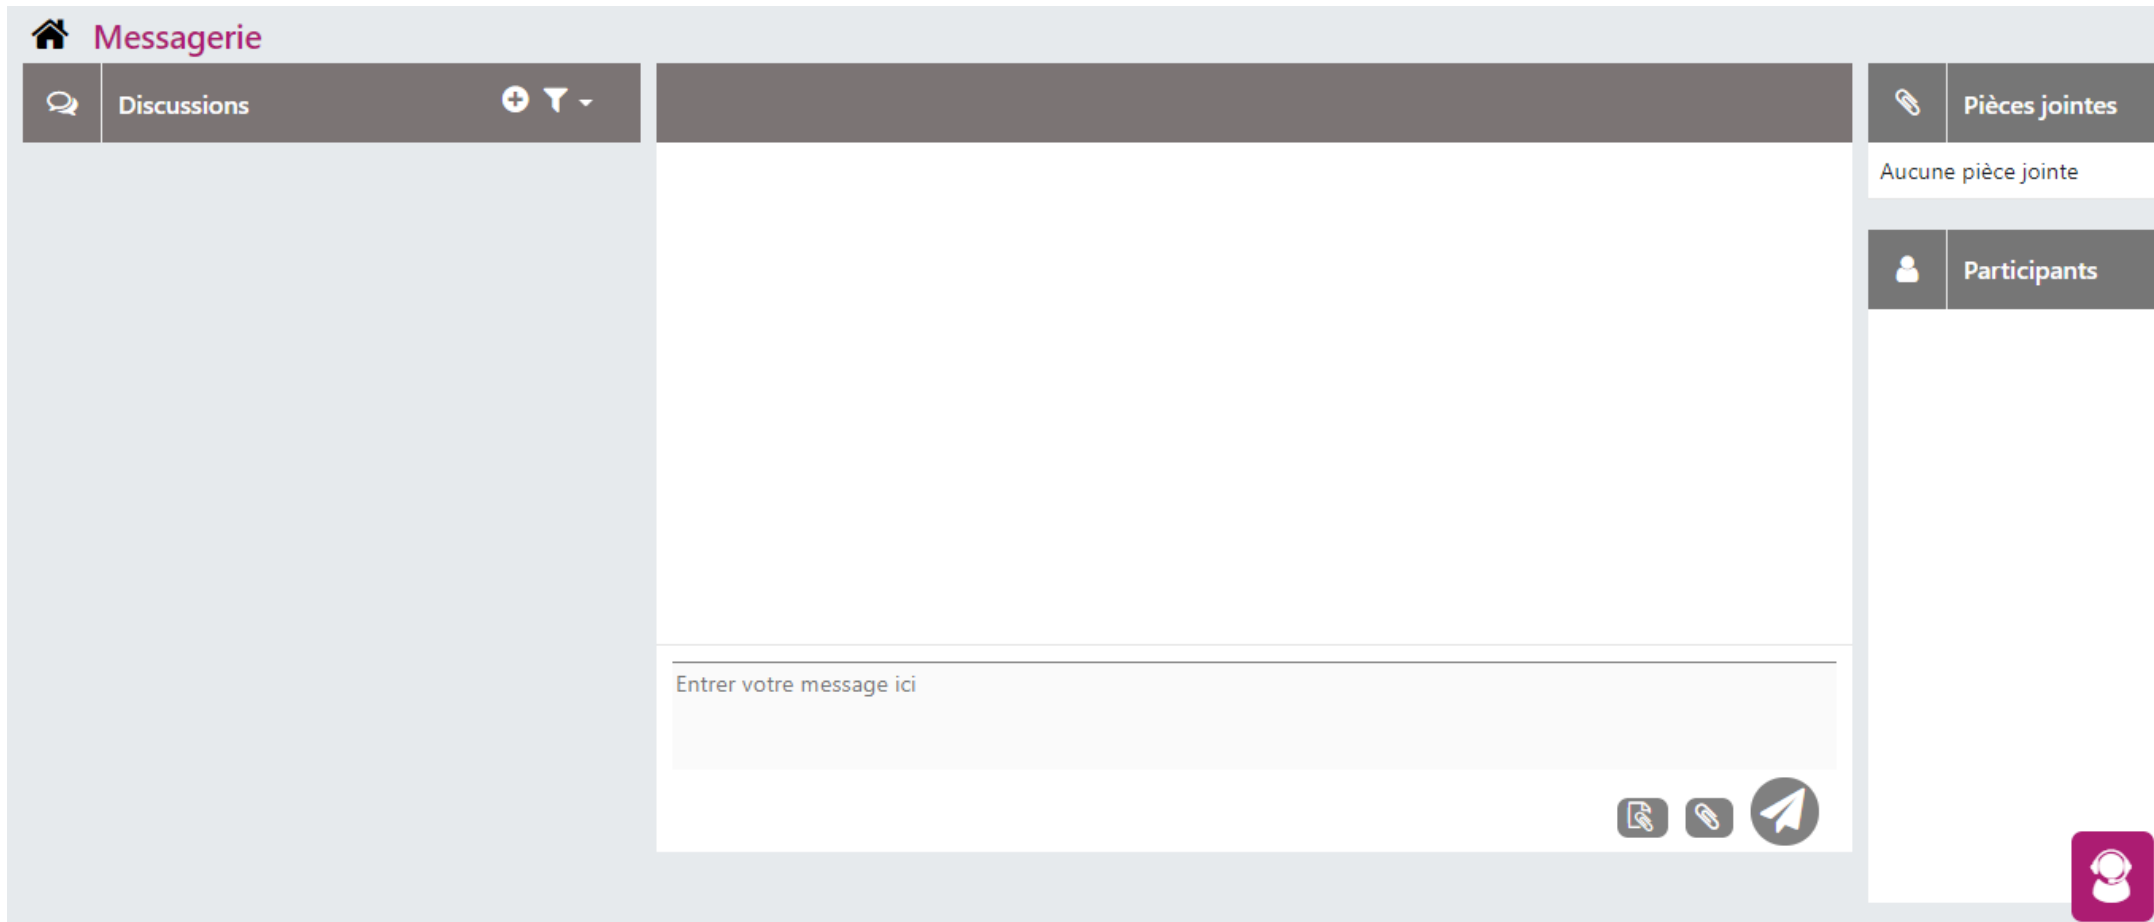 Messagerie
Discussions
Pièces jointes
Aucune pièce jointe
Participants
Entrer votre message ici